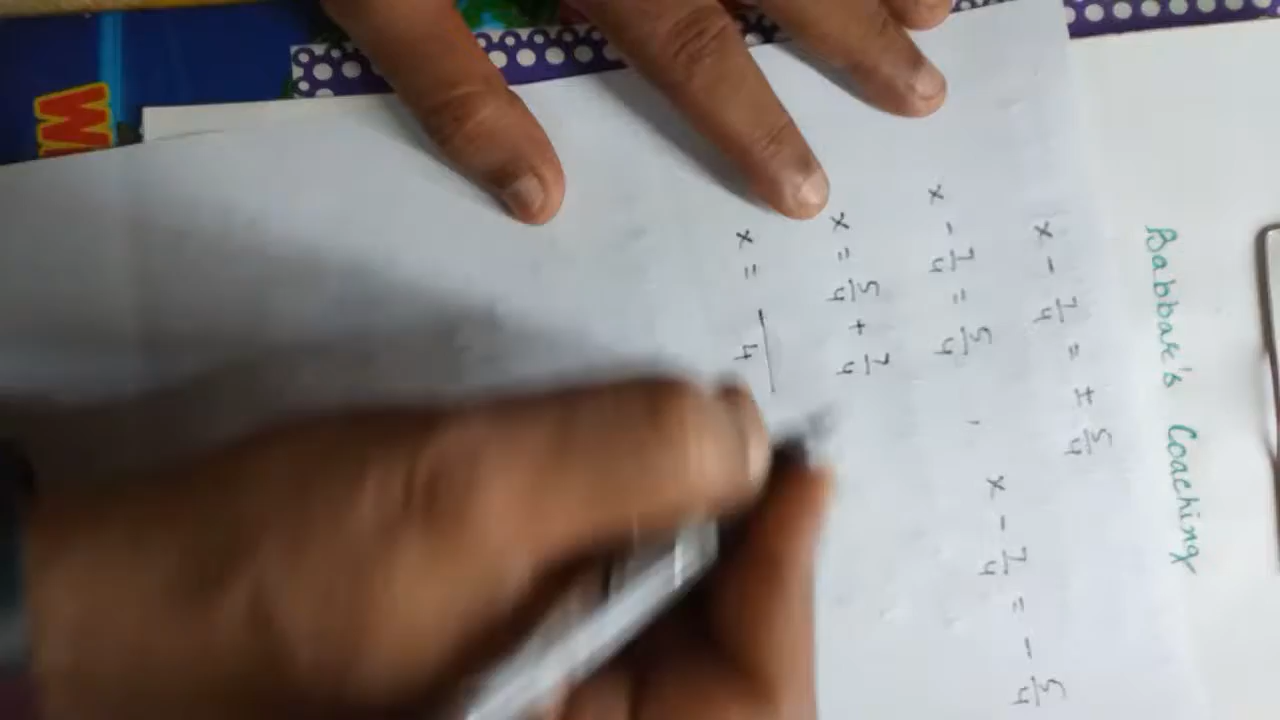 Babbar's Coaching
x - 7/4 = ± 5/4
x - 7/4 = 5/4 , x - 7/4 = - 5/4
x = 5/4 + 7/4
x = /4